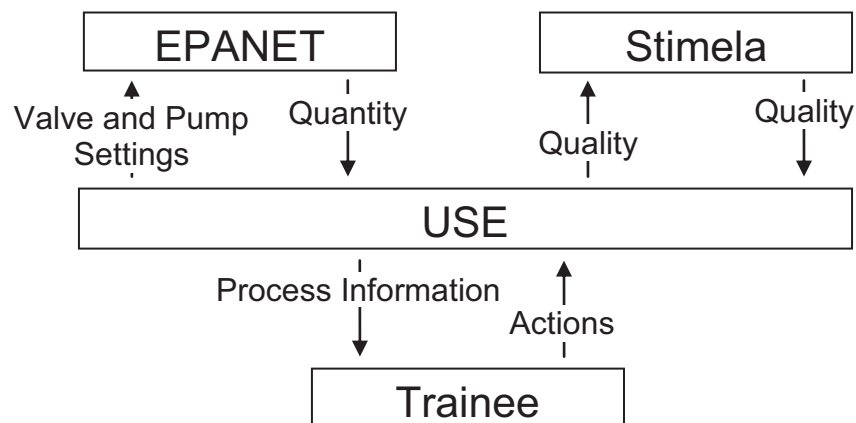 EPANET
Stimela
Valve and Pump
Settings
Quantity
Quality
Quality
USE
Process Information
Actions
Trainee